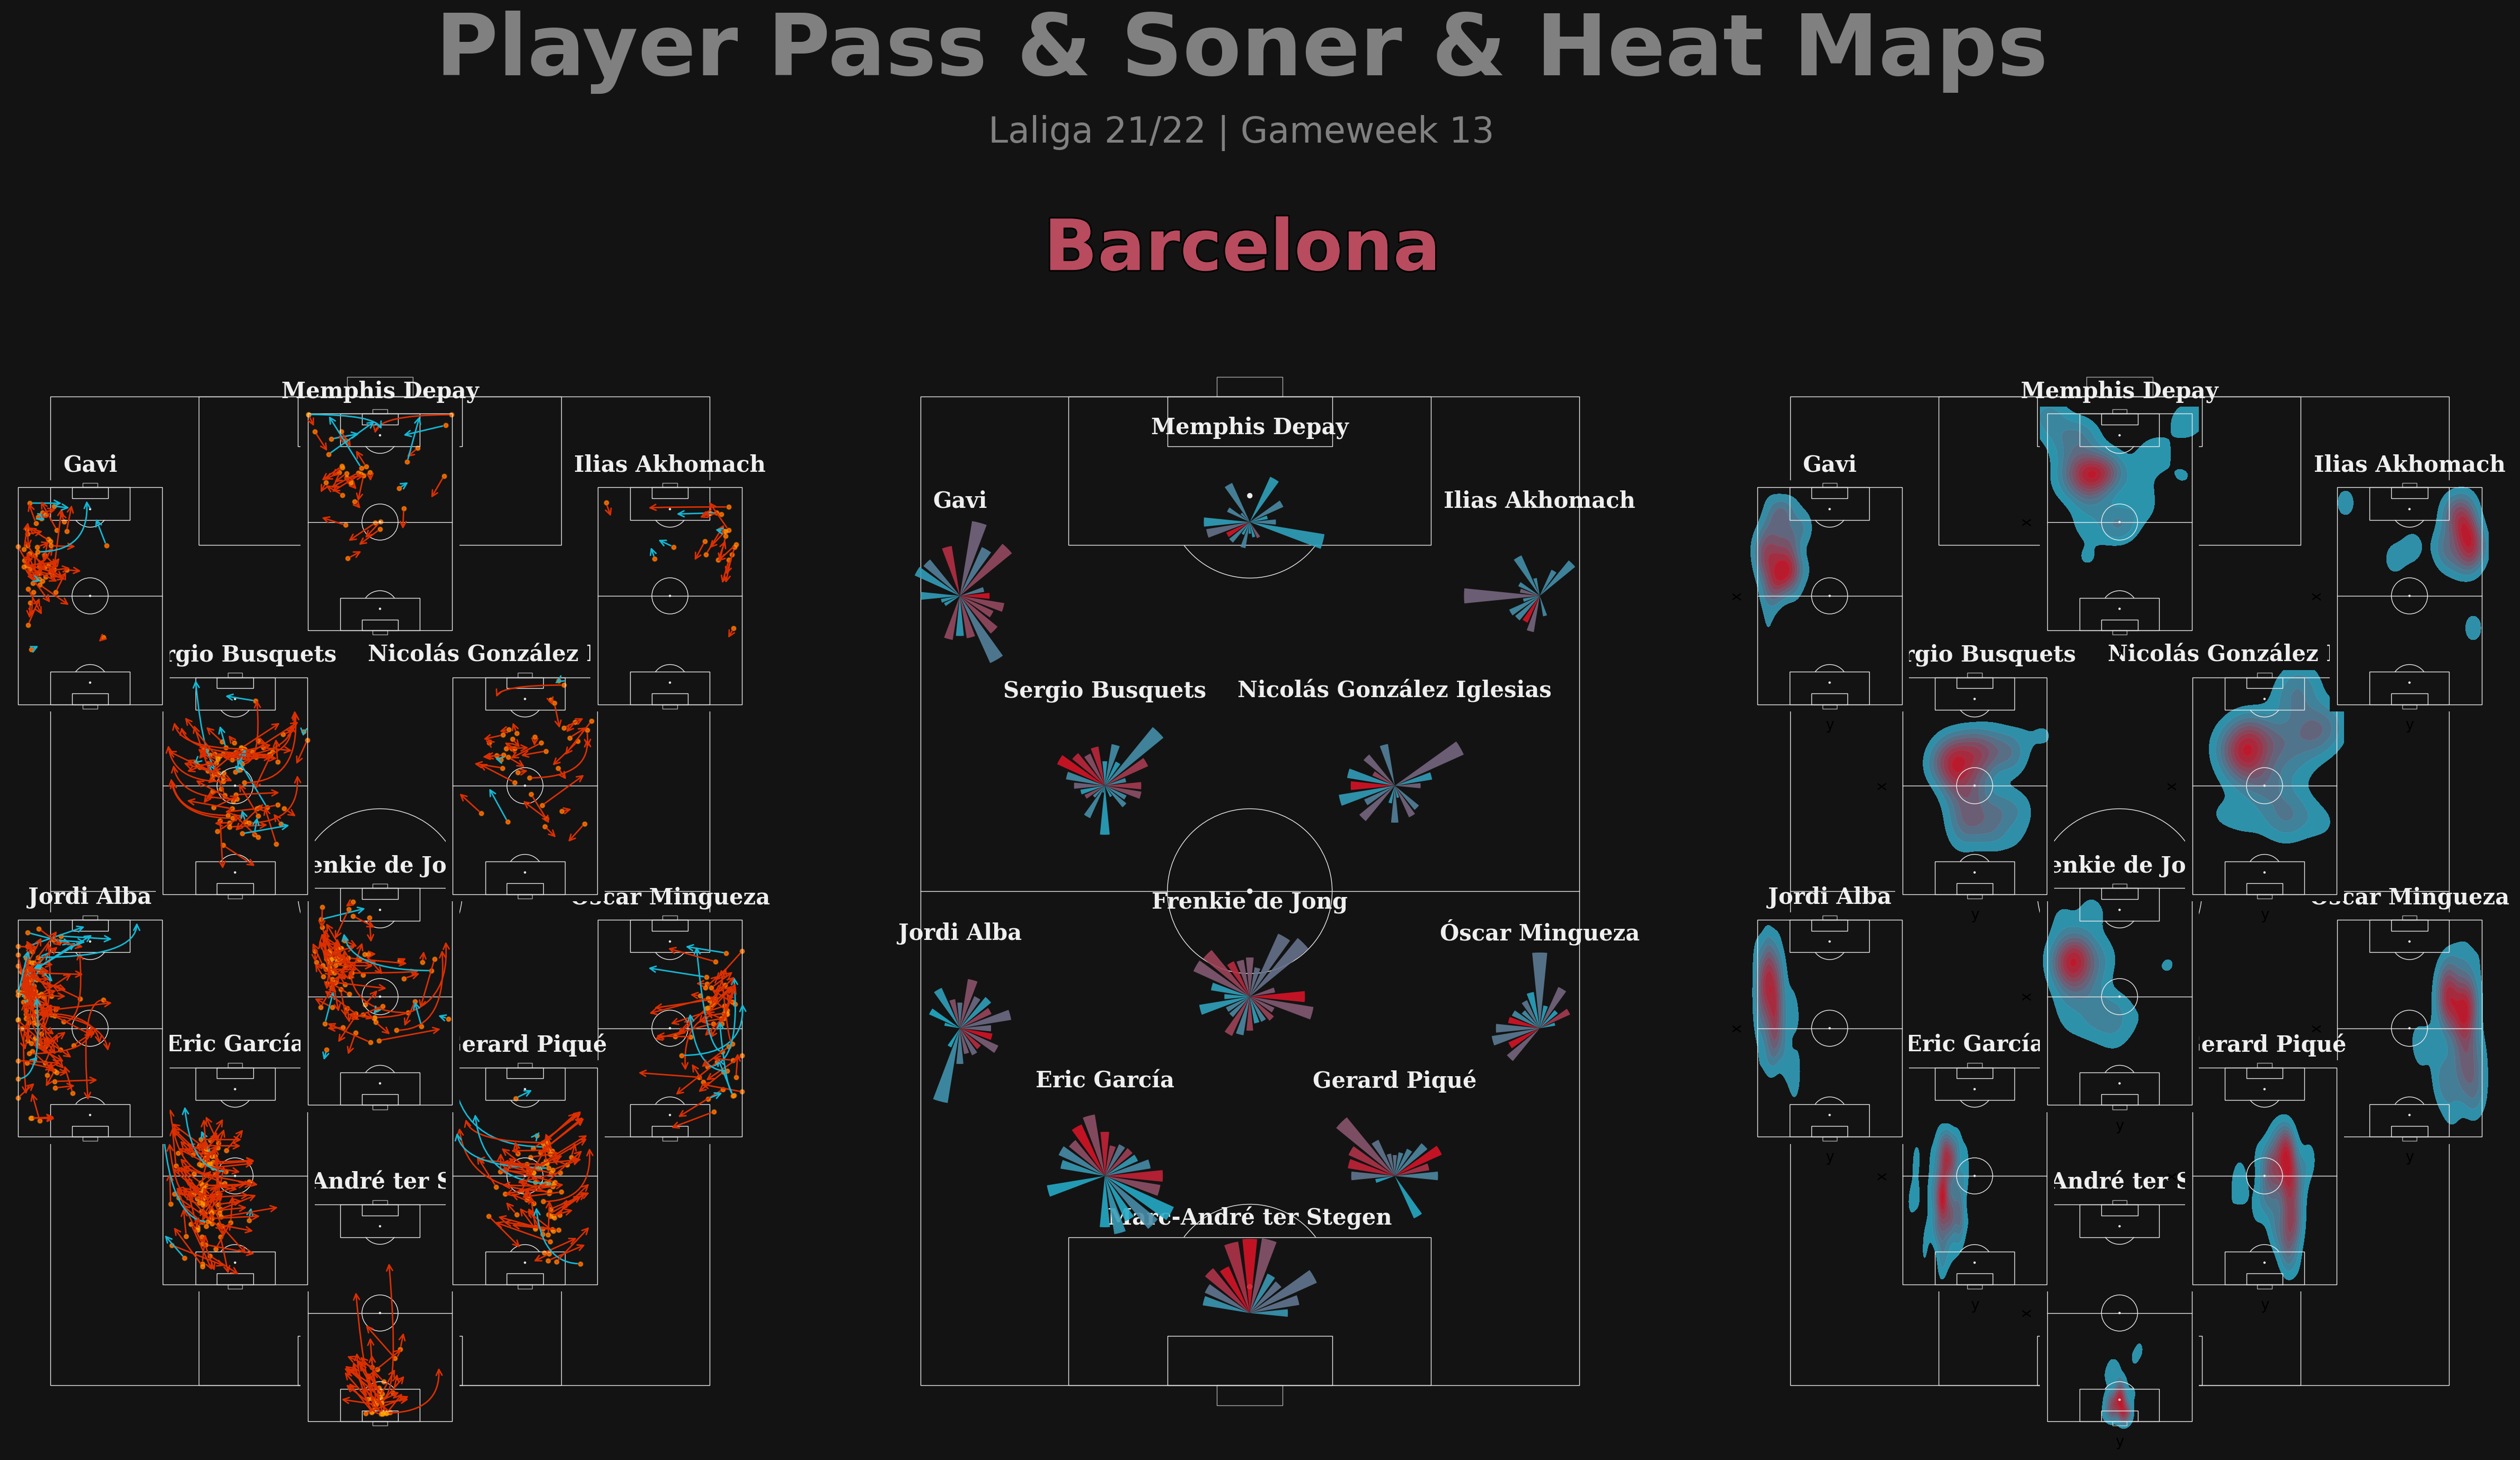 Player Pass & Soner & Heat Maps
Laliga 21/22 | Gameweek 13
Barcelona
Memphis Depay
Gavi
Ilias Akhomach
rgio Busquets
Nicolás González
enkie de Jo
Jordi Alba
scar Mingueza
Eric García
erard Piqué
André ter S
Memphis Depay
Gavi
Ilias Akhomach
Sergio Busquets
Nicolás González Iglesias
Frenkie de Jong
Jordi Alba
Óscar Mingueza
Eric García
Gerard Piqué
Marc-André ter Stegen
Memphis Depay
Gavi
Ilias Akhomach
x
x
x
y
y
rgio Busquets
Nicolás González
x
x
y
y
enkie de Jo
Jordi Alba
scar Mingueza
x
x
x
y
y
y
Eric García
erard Piqué
x
y
y
André ter S
x
y